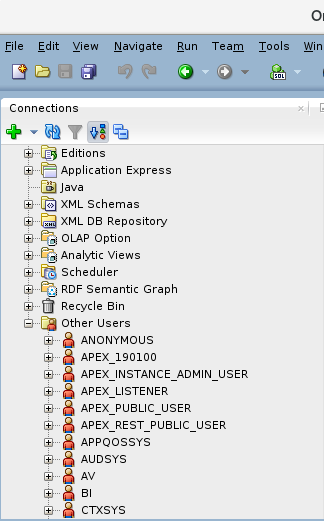 Or
File Edit View Navigate Run Team Tools Win
SQL
Connections
Editions
Application Express
Java
XML Schemas
XML DB Repository
OLAP Option
Analytic Views
Scheduler
RDF Semantic Graph
Recycle Bin
Other Users
ANONYMOUS
APEX_190100
APEX_INSTANCE_ADMIN_USER
APEX_LISTENER
APEX_PUBLIC_USER
APEX_REST_PUBLIC_USER
APPQOSSYS
AUDSYS
AV
BI
CTXSYS